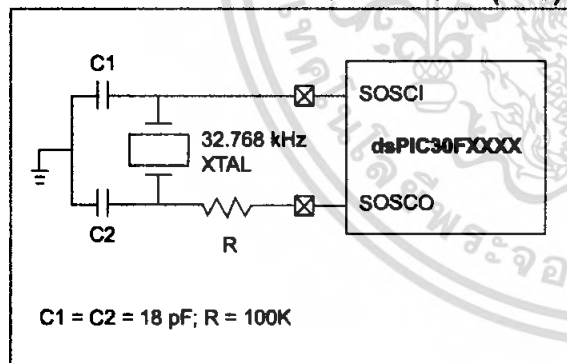 C1
SOSCI
32.768 kHz
XTAL
dsPIC30FXXXX
C2
SOSCO
R
C1 = C2 = 18 pF; R = 100K